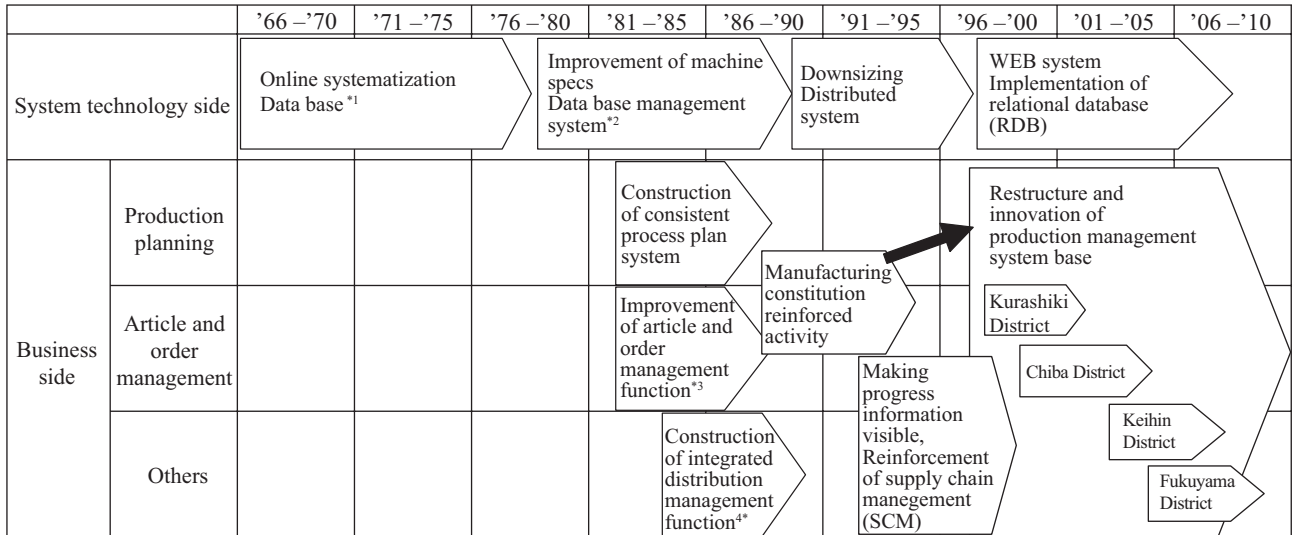 ’66 –’70 ’71 –’75 ’76 –’80 ’81 –’85 ’86 –’90 ’91 –’95 ’96 –’00 ’01 –’05 ’06 –’10
System technology side
Online systematization
Data base *1
Improvement of machine
specs
Data base management
system*2
Downsizing
Distributed
system
WEB system
Implementation of
relational database
(RDB)
Business
side
Production
planning
Construction
of consistent
process plan
system
Manufacturing
constitution
reinforced
activity
Restructure and
innovation of
production management
system base
Kurashiki
District
Chiba District
Keihin
District
Fukuyama
District
Article and
order
management
Improvement
of article and
order
management
function*3
Making
progress
information
visible,
Reinforcement
of supply chain
manegement
(SCM)
Others
Construction
of integrated
distribution
management
function4*